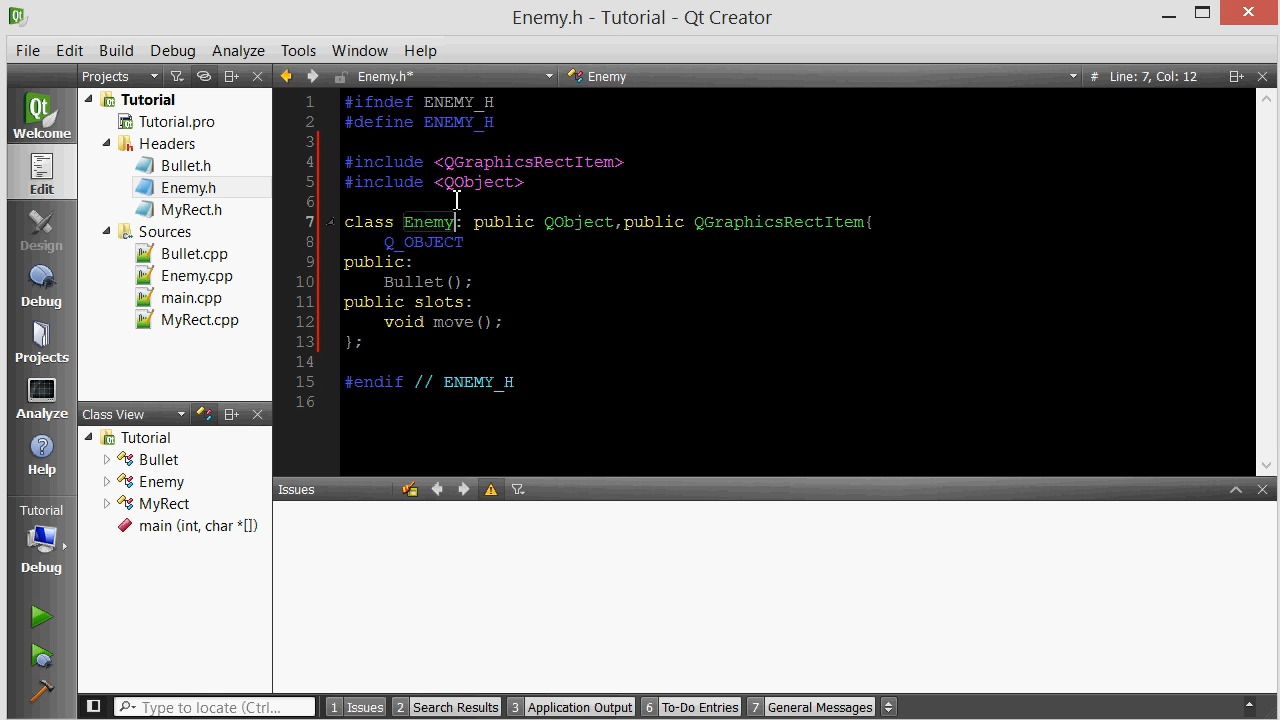 Enemy.h - Tutorial - Qt Creator
File Edit Build Debug Analyze Tools Window Help
Projects
Enemy.h*
Enemy
# Line: 7, Col: 12
Qt
Welcome
Edit
Design
Debug
Projects
Analyze
Help
Tutorial
Debug
Tutorial
Tutorial.pro
Headers
Bullet.h
Enemy.h
MyRect.h
Sources
Bullet.cpp
Enemy.cpp
main.cpp
MyRect.cpp
Class View
Tutorial
Bullet
Enemy
MyRect
main (int, char *[])
1 #ifndef ENEMY_H
2 #define ENEMY_H
3
4 #include <QGraphicsRectItem>
5 #include <QObject>
6
7 class Enemy: public QObject,public QGraphicsRectItem{
8 Q_OBJECT
9 public:
10 Bullet();
11 public slots:
12 void move();
13 };
14
15 #endif // ENEMY_H
16
Issues
Type to locate (Ctrl...
1 Issues 2 Search Results 3 Application Output 6 To-Do Entries 7 General Messages